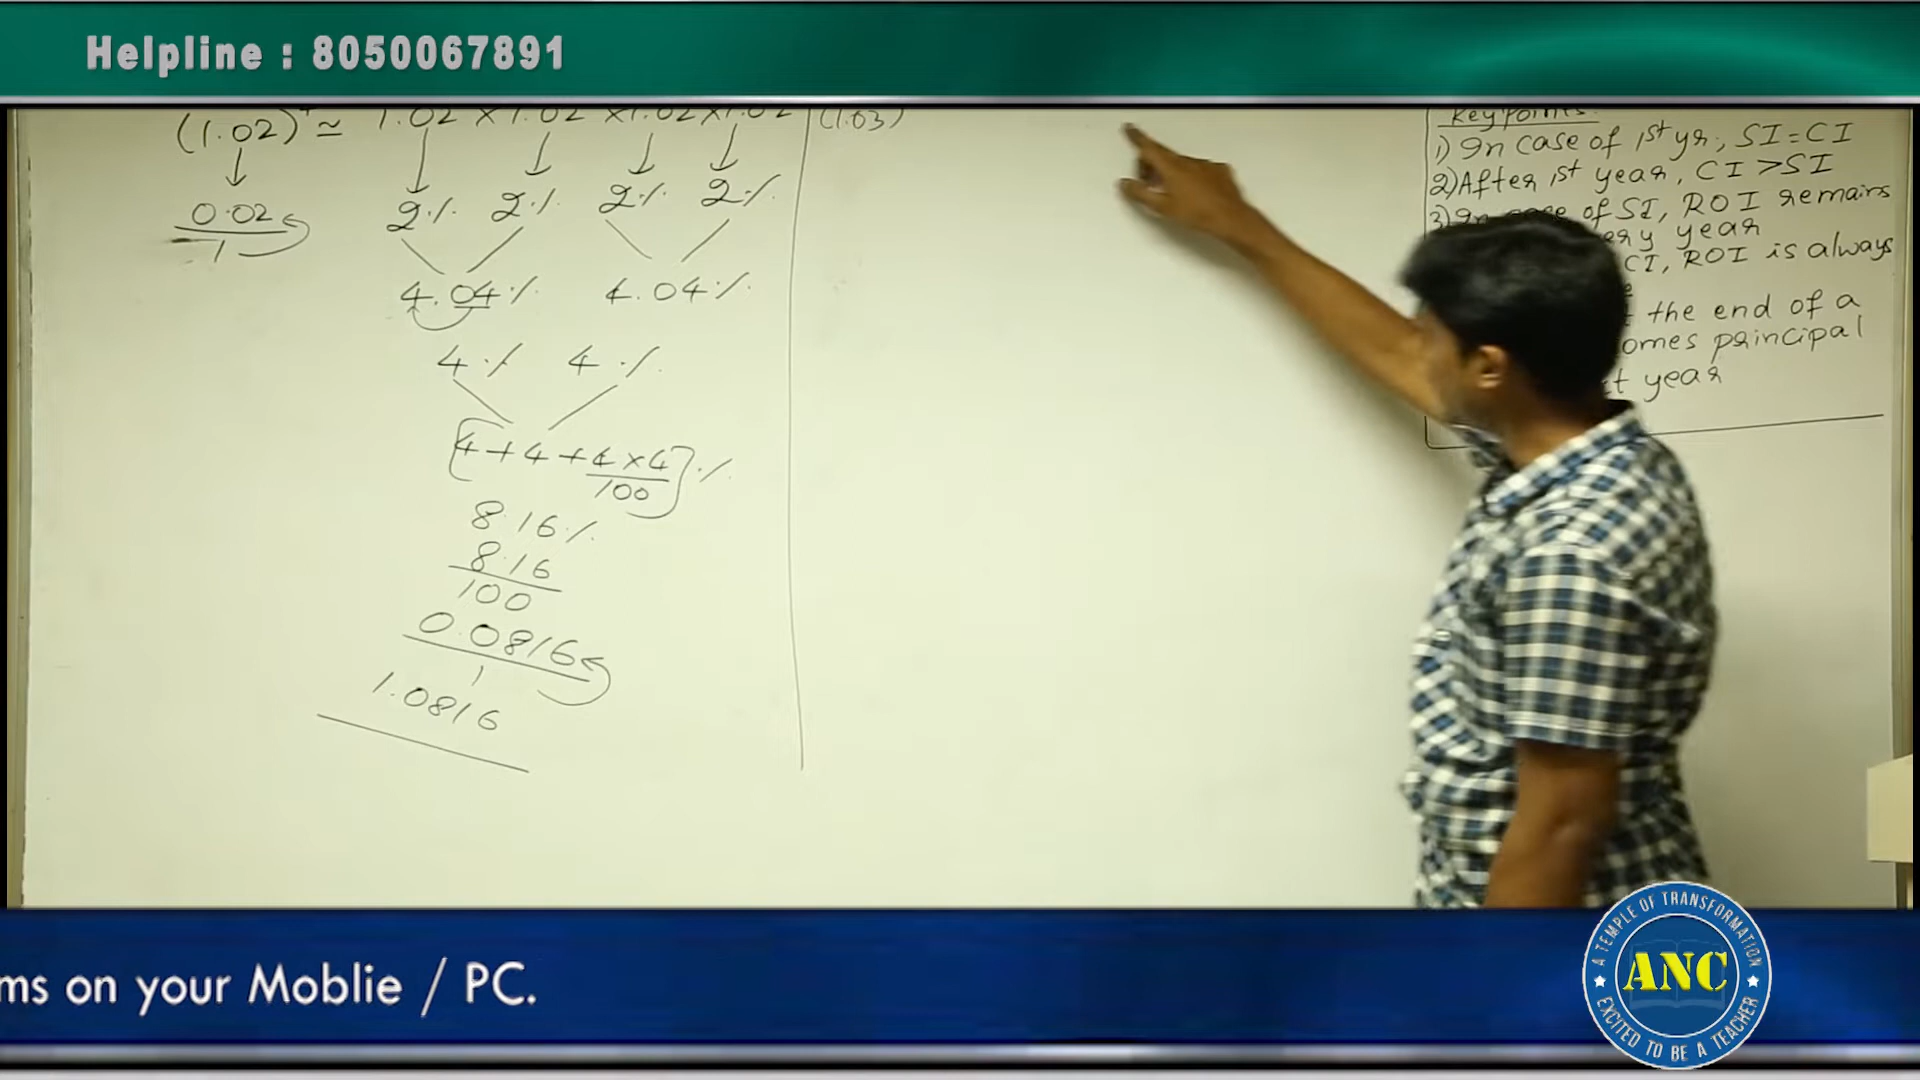 Helpline : 8050067891
(1.02)⁴ ≃ 1.02 × 1.02 × 1.02 × 1.02
0.02
1
2% 2% 2% 2%
4.04% 4.04%
4% 4%
[4+4+4×4/100]%
8.16%
8.16
100
0.0816
1
1.0816
(1.03)
Key points:
1) In case of 1st yr, SI = CI
2) After 1st year, CI > SI
3) In case of SI, ROI remains
year
CI, ROI is always
the end of a
principal
year
ms on your Moblie / PC.
A TEMPLE OF TRANSFORMATION
ANC
EXCITED TO BE A TEACHER